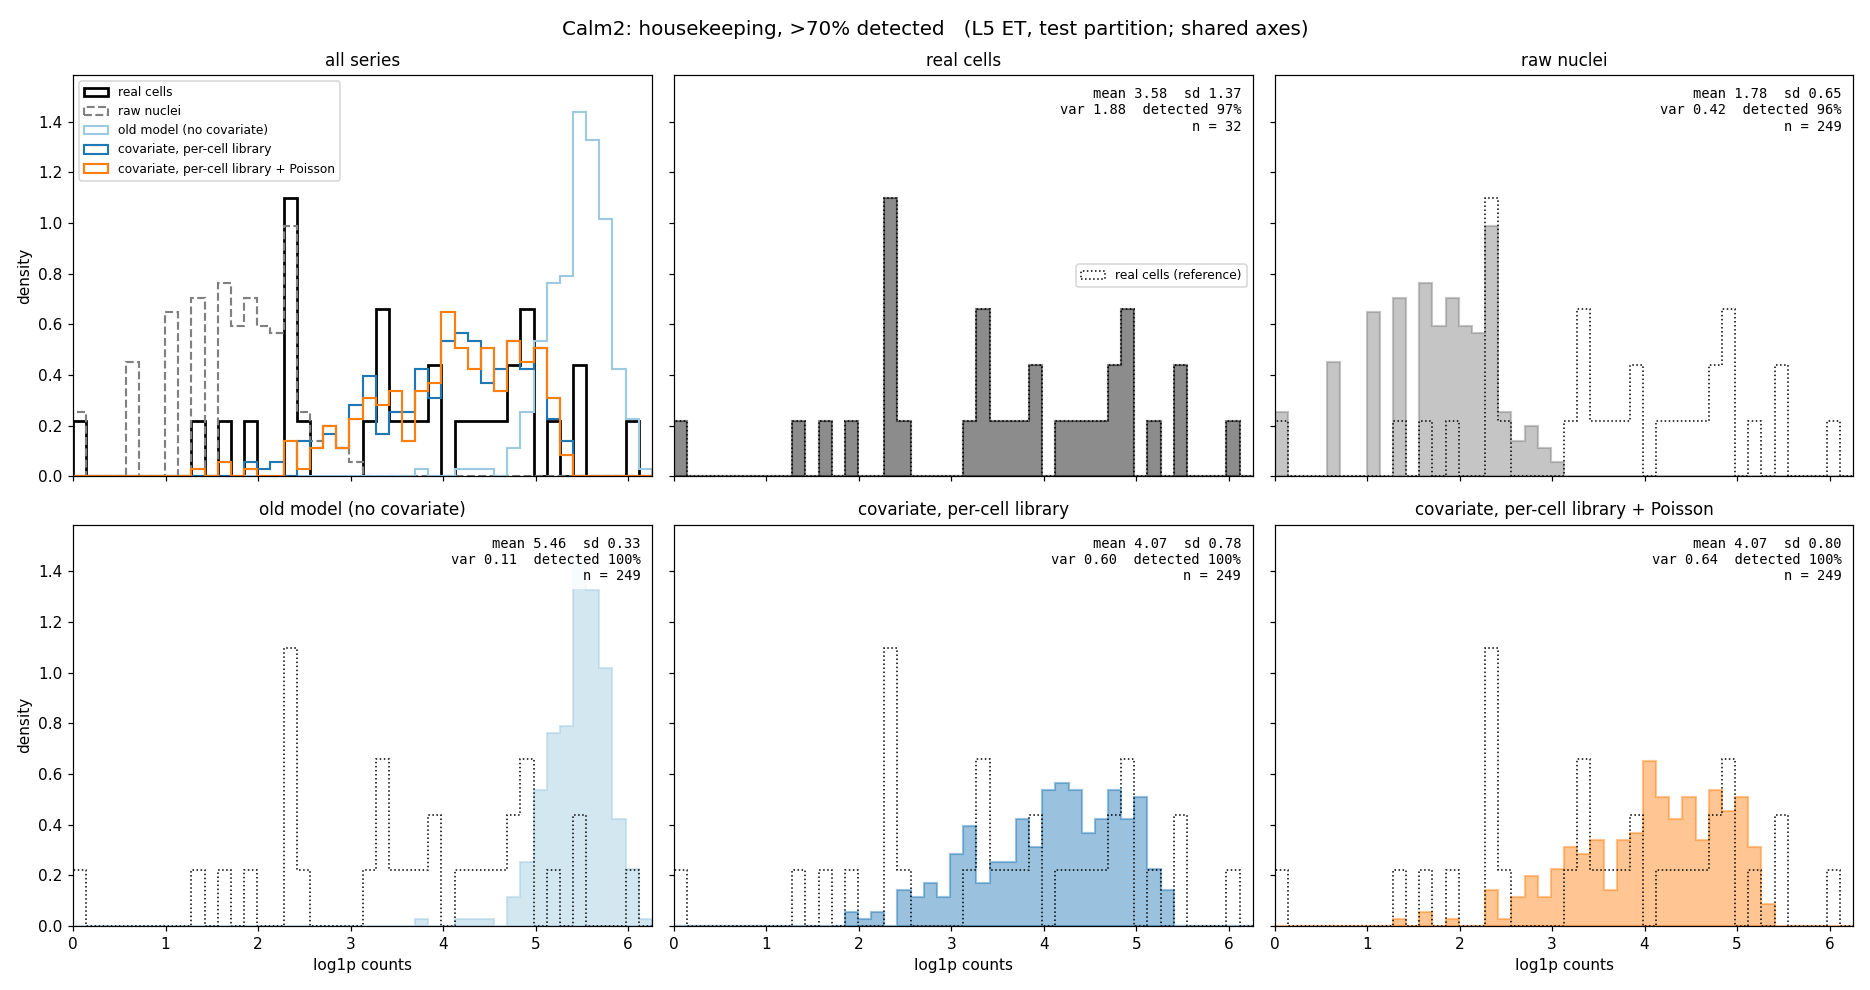 Calm2: housekeeping, >70% detected (L5 ET, test partition; shared axes)
all series
real cells
raw nuclei
old model (no covariate)
covariate, per-cell library
covariate, per-cell library + Poisson
density
1.4
1.2
1.0
0.8
0.6
0.4
0.2
0.0
real cells
mean 3.58 sd 1.37
var 1.88 detected 97%
n = 32
real cells (reference)
raw nuclei
mean 1.78 sd 0.65
var 0.42 detected 96%
n = 249
old model (no covariate)
mean 5.46 sd 0.33
var 0.11 detected 100%
n = 249
density
1.4
1.2
1.0
0.8
0.6
0.4
0.2
0.0
0 1 2 3 4 5 6
log1p counts
covariate, per-cell library
mean 4.07 sd 0.78
var 0.60 detected 100%
n = 249
0 1 2 3 4 5 6
log1p counts
covariate, per-cell library + Poisson
mean 4.07 sd 0.80
var 0.64 detected 100%
n = 249
0 1 2 3 4 5 6
log1p counts